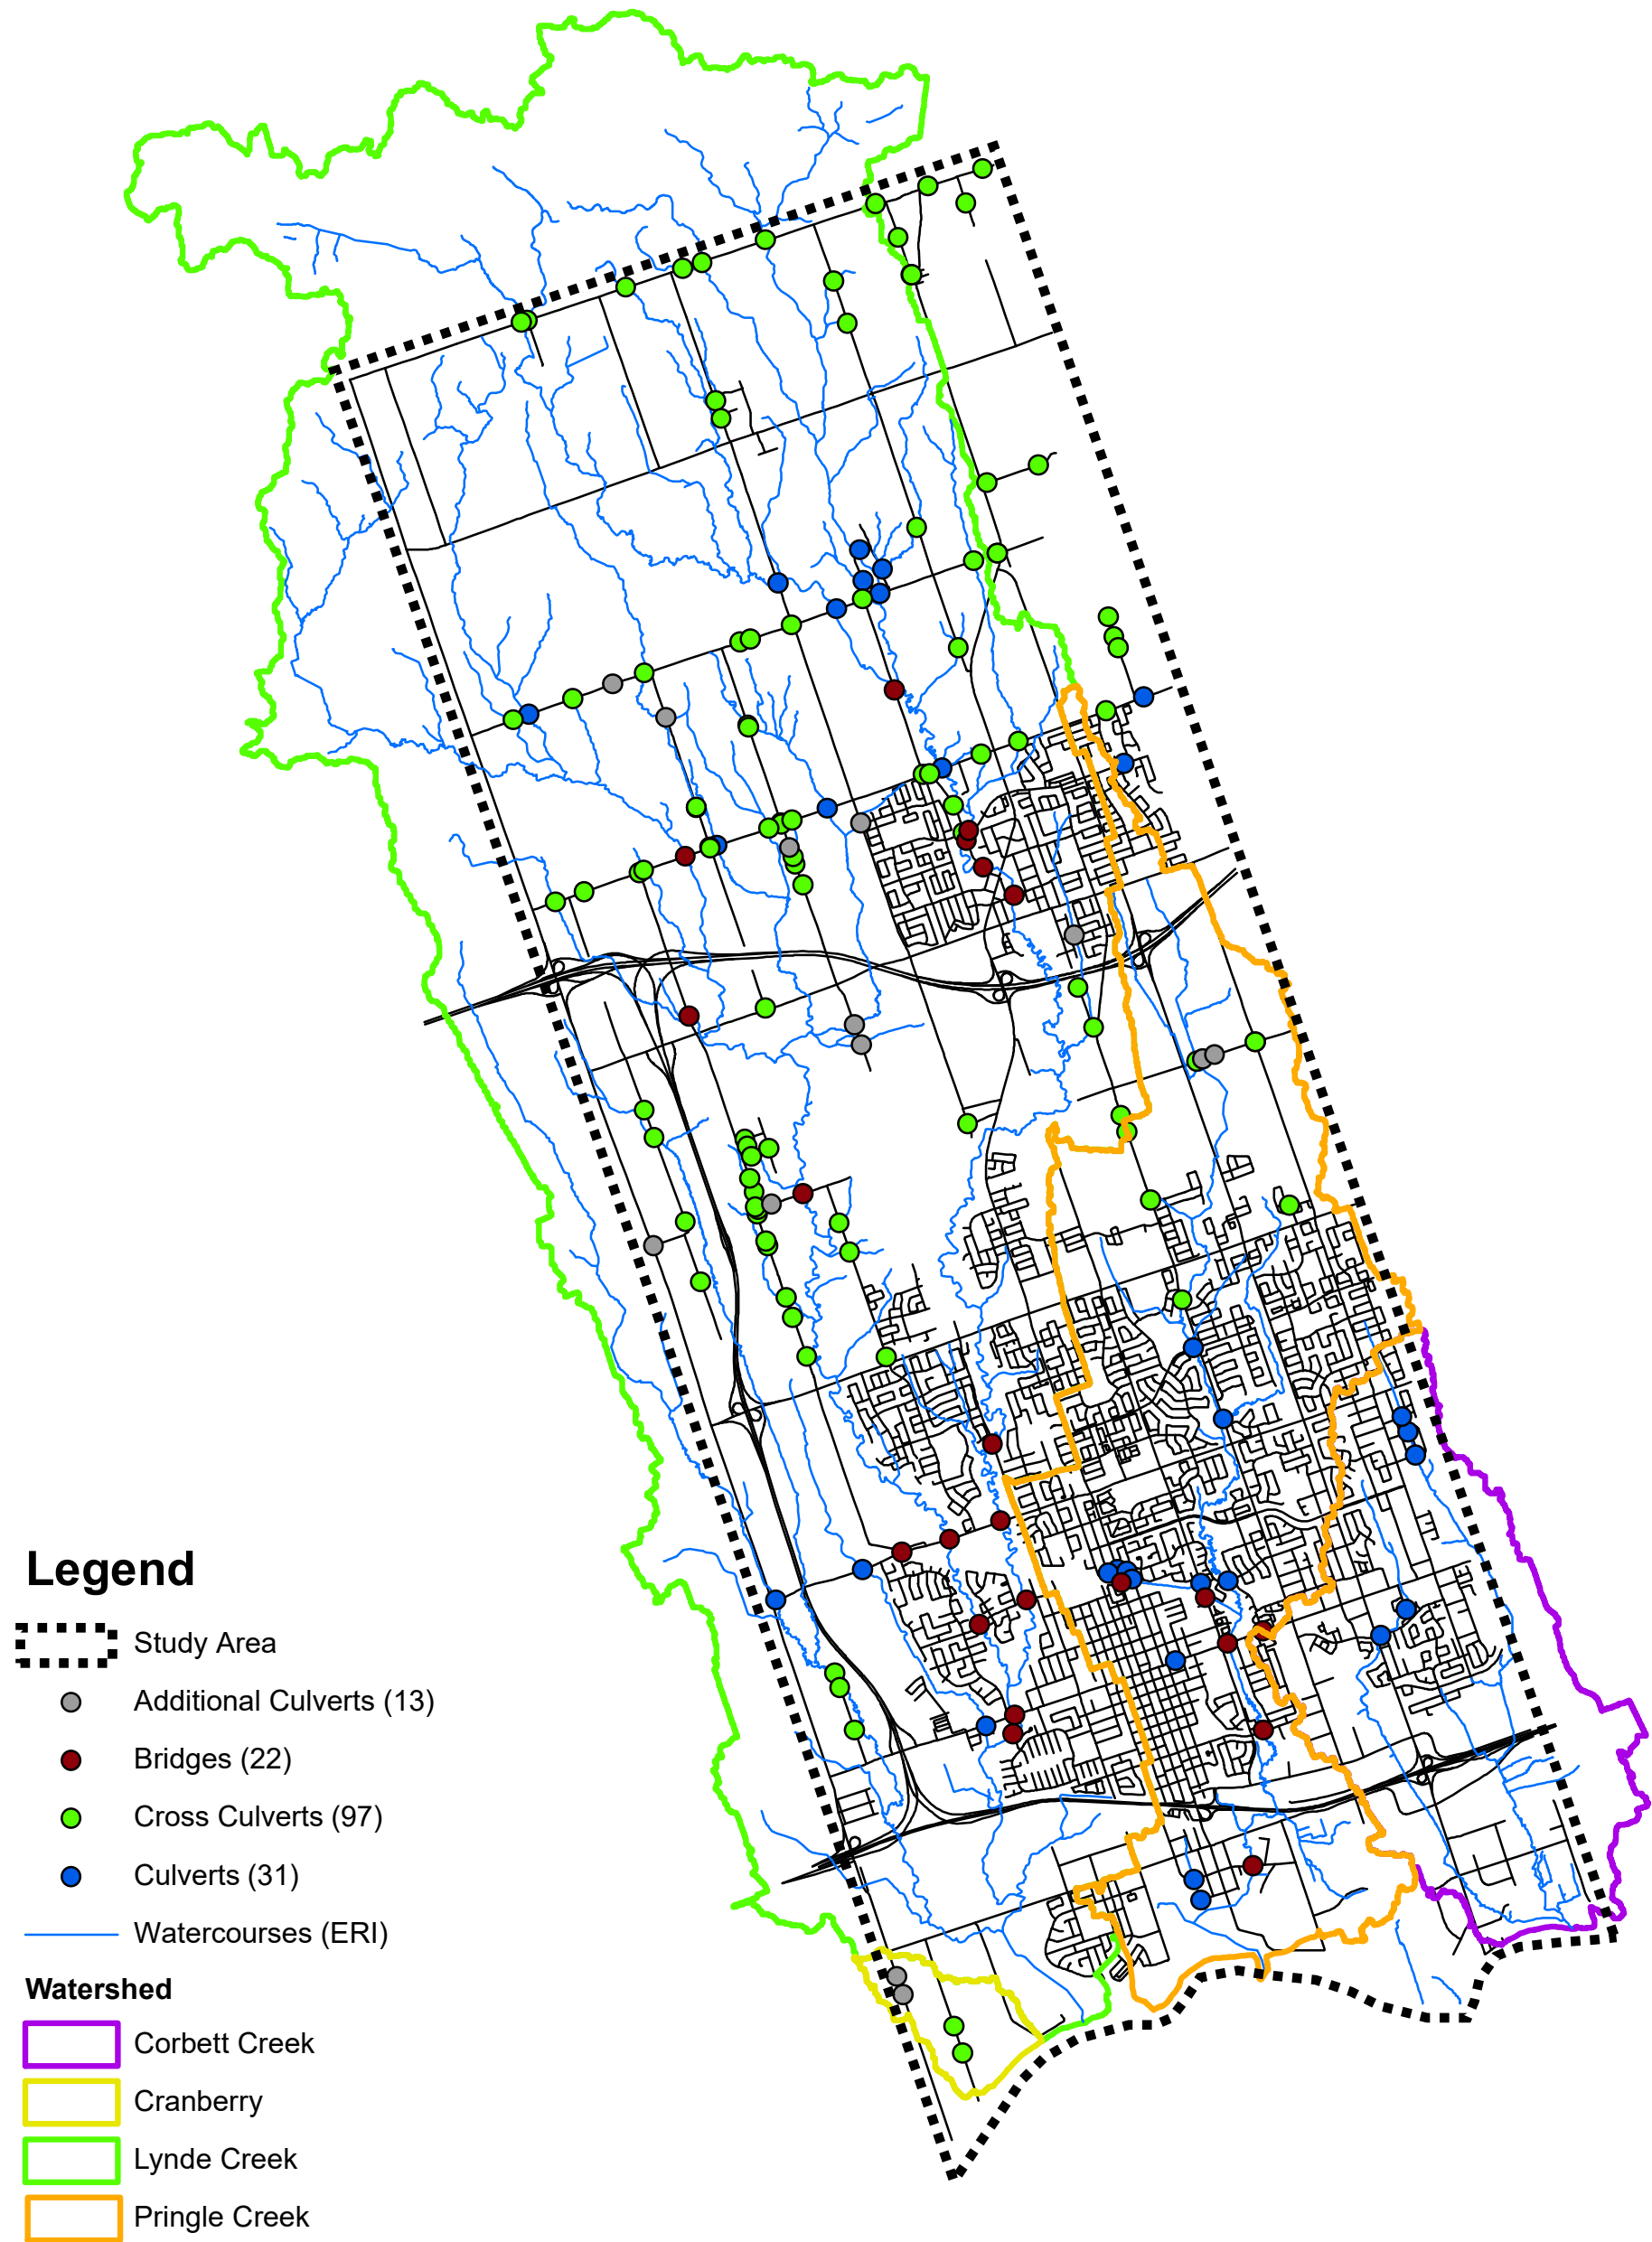 Legend
Study Area
Additional Culverts (13)
Bridges (22)
Cross Culverts (97)
Culverts (31)
Watercourses (ERI)
Watershed
Corbett Creek
Cranberry
Lynde Creek
Pringle Creek